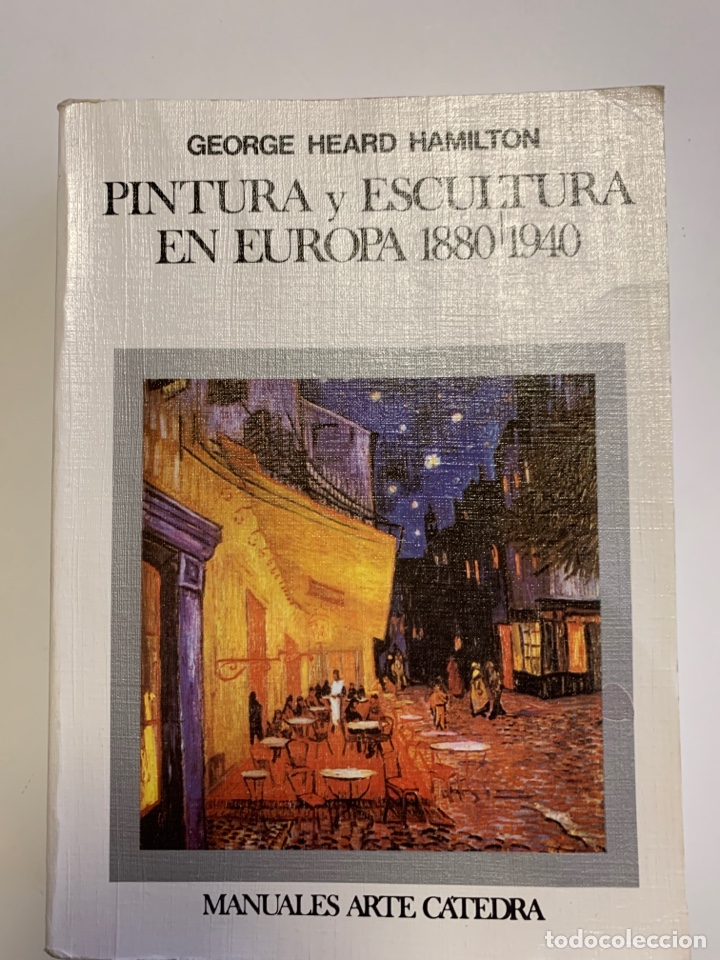 GEORGE HEARD HAMILTON
PINTURA y ESCULTURA
EN EUROPA 1880/1940
MANUALES ARTE CÁTEDRA
todocoleccion